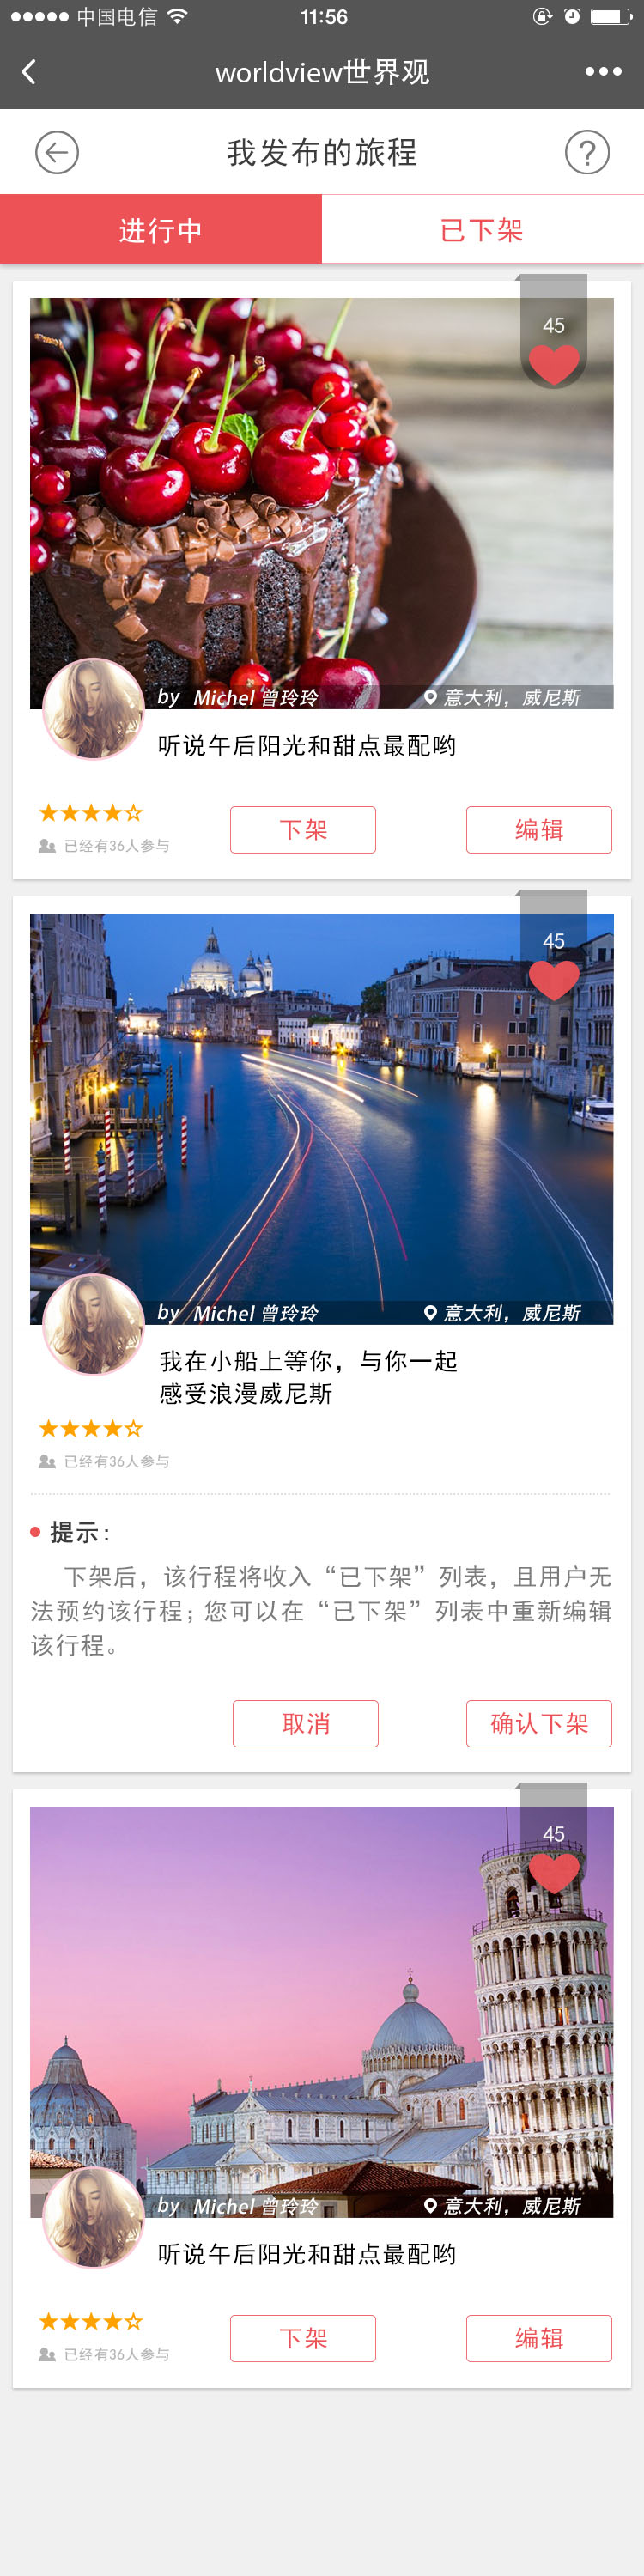 中国电信
11:56
worldview世界观
我发布的旅程
?
进行中
已下架
45
by Michel 曾玲玲
意大利，威尼斯
听说午后阳光和甜点最配哟
已经有36人参与
下架
编辑
45
by Michel 曾玲玲
意大利，威尼斯
我在小船上等你，与你一起
感受浪漫威尼斯
已经有36人参与
提示：
下架后，该行程将收入“已下架”列表，且用户无
法预约该行程；您可以在“已下架”列表中重新编辑
该行程。
取消
确认下架
45
by Michel 曾玲玲
意大利，威尼斯
听说午后阳光和甜点最配哟
已经有36人参与
下架
编辑